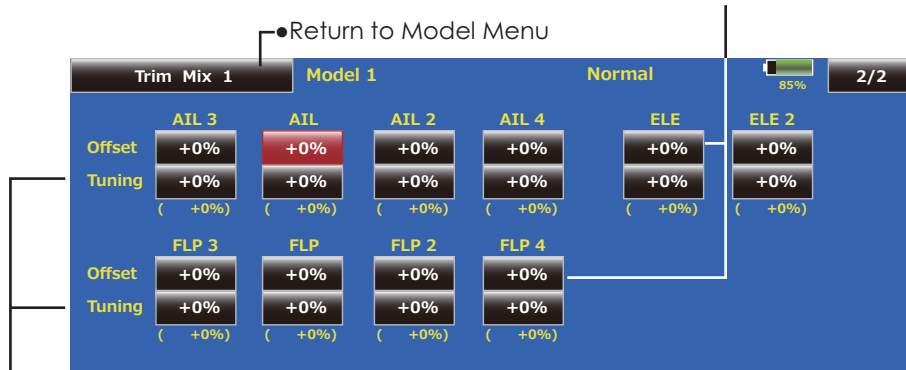 ●Return to Model Menu
Trim Mix 1 Model 1 Normal 85% 2/2
AIL 3 AIL AIL 2 AIL 4 ELE ELE 2
Offset +0% +0% +0% +0% +0% +0%
Tuning +0% +0% +0% +0% +0% +0%
( +0%) ( +0%) ( +0%) ( +0%) ( +0%) ( +0%)
FLP 3 FLP FLP 2 FLP 4
Offset +0% +0% +0% +0%
Tuning +0% +0% +0% +0%
( +0%) ( +0%) ( +0%) ( +0%)